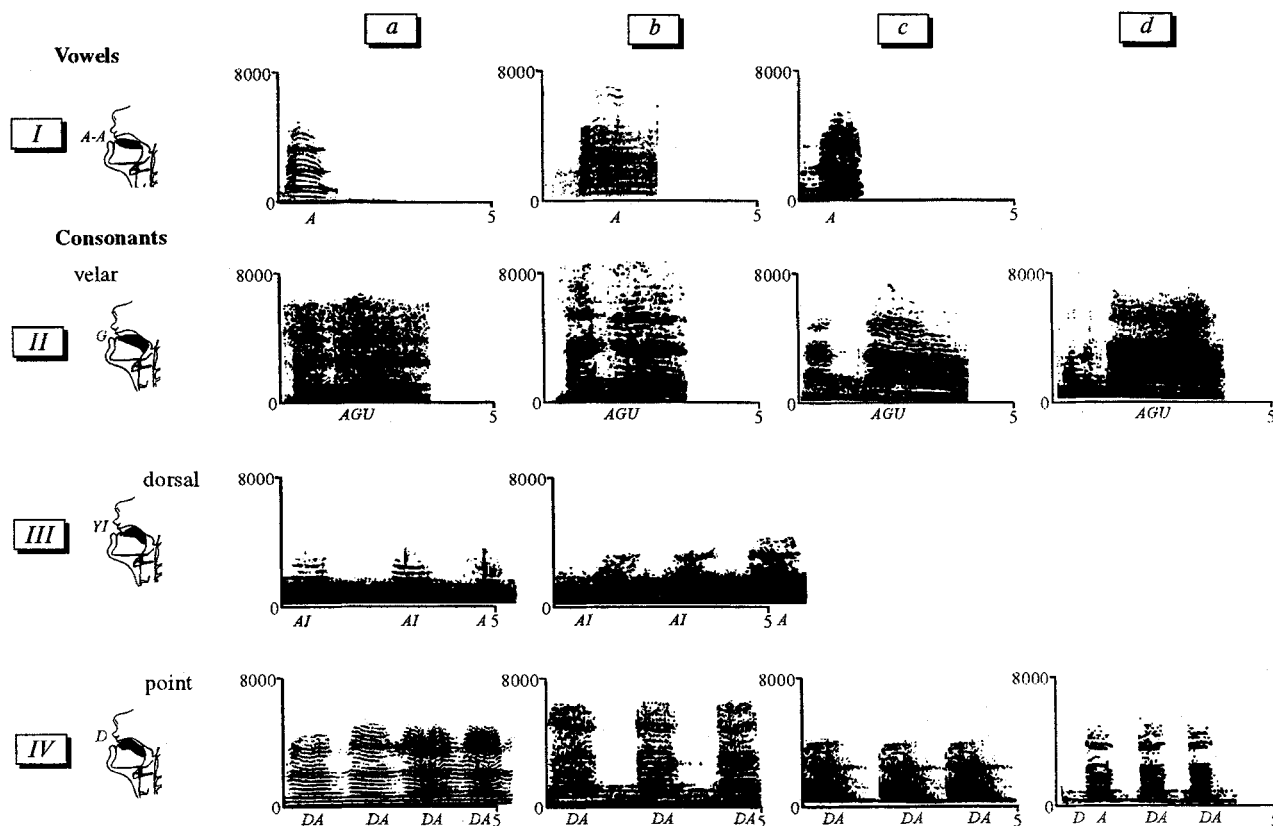 a b c d
Vowels
8000 8000 8000
I A-A
0 5 0 5 0 5
A A A
Consonants
velar
8000 8000 8000 8000
II G
0 5 0 5 0 5 0 5
AGU AGU AGU AGU
dorsal
8000 8000
III YI
0 0
AI AI A 5 AI AI 5 A
point
8000 8000 8000 8000
IV D
0 0 0 5 0 5
DA DA DA DA 5 DA DA DA 5 DA DA DA D A DA DA